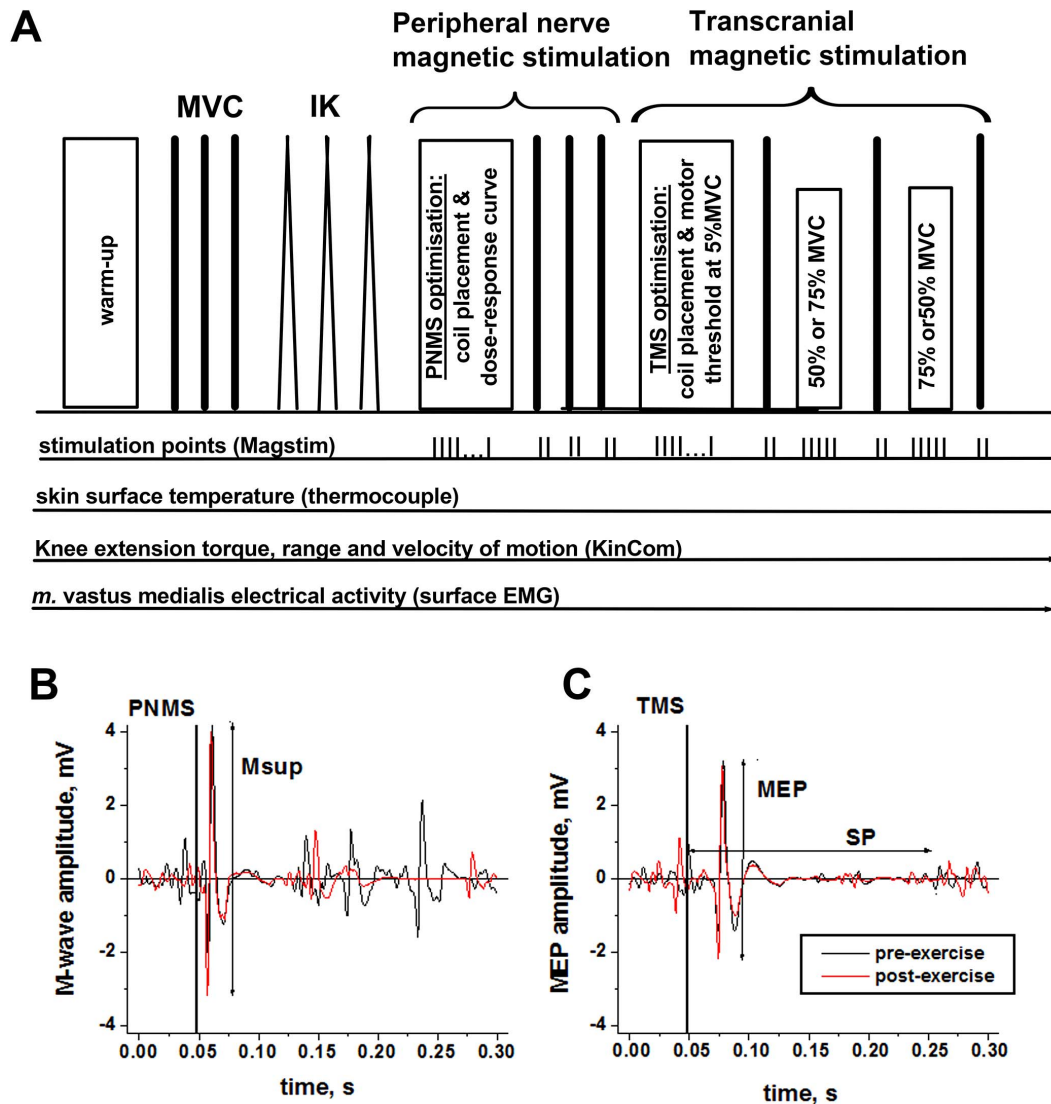 A
Peripheral nerve
magnetic stimulation
Transcranial
magnetic stimulation
MVC
IK
warm-up
PNMS optimisation:
coil placement &
dose-response curve
TMS optimisation:
coil placement & motor
threshold at 5%MVC
50% or 75% MVC
75% or50% MVC
stimulation points (Magstim)
skin surface temperature (thermocouple)
Knee extension torque, range and velocity of motion (KinCom)
m. vastus medialis electrical activity (surface EMG)
B
PNMS
Msup
M-wave amplitude, mV
4
2
0
-2
-4
0.00 0.05 0.10 0.15 0.20 0.25 0.30
time, s
C
TMS
MEP
SP
MEP amplitude, mV
4
2
0
-2
-4
pre-exercise
post-exercise
0.00 0.05 0.10 0.15 0.20 0.25 0.30
time, s